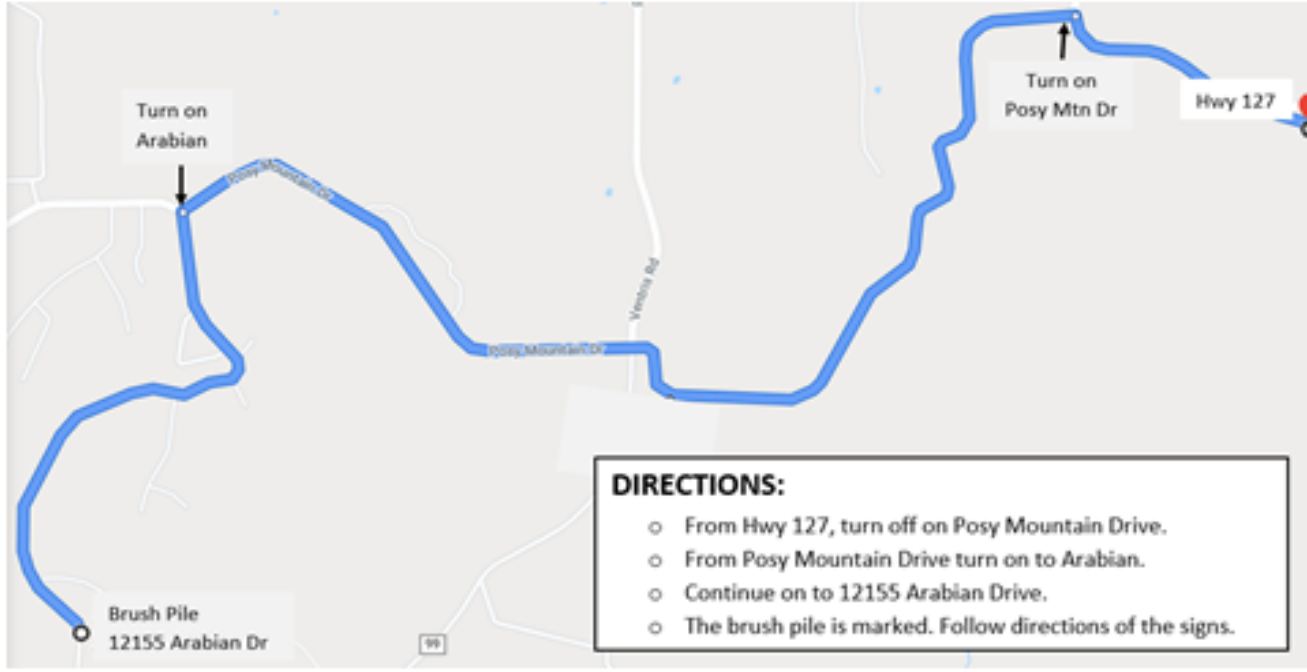 Turn on
Posy Mtn Dr
Hwy 127
Turn on
Arabian
Posy Mountain Dr
Ventris Rd
Posy Mountain Dr
DIRECTIONS:
o From Hwy 127, turn off on Posy Mountain Drive.
o From Posy Mountain Drive turn on to Arabian.
o Continue on to 12155 Arabian Drive.
o The brush pile is marked. Follow directions of the signs.
Brush Pile
12155 Arabian Dr
99